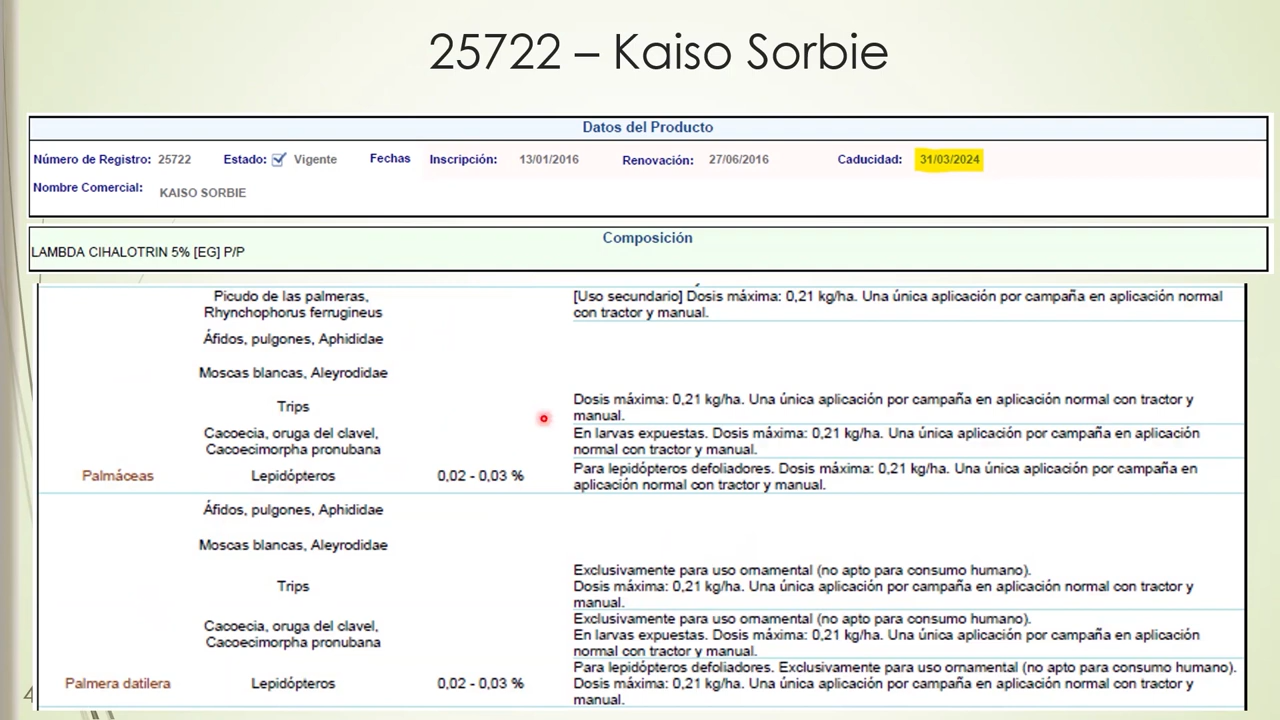 25722 – Kaiso Sorbie
Datos del Producto
Número de Registro: 25722 Estado: Vigente Fechas Inscripción: 13/01/2016 Renovación: 27/06/2016 Caducidad: 31/03/2024
Nombre Comercial: KAISO SORBIE
Composición
LAMBDA CIHALOTRIN 5% [EG] P/P
Picudo de las palmeras, [Uso secundario] Dosis máxima: 0,21 kg/ha. Una única aplicación por campaña en aplicación normal
Rhynchophorus ferrugineus con tractor y manual.
Áfidos, pulgones, Aphididae
Moscas blancas, Aleyrodidae
Dosis máxima: 0,21 kg/ha. Una única aplicación por campaña en aplicación normal con tractor y
Trips manual.
Cacoecia, oruga del clavel, En larvas expuestas. Dosis máxima: 0,21 kg/ha. Una única aplicación por campaña en aplicación
Cacoecimorpha pronubana normal con tractor y manual.
Para lepidópteros defoliadores. Dosis máxima: 0,21 kg/ha. Una única aplicación por campaña en
Palmáceas Lepidópteros 0,02 - 0,03 % aplicación normal con tractor y manual.
Áfidos, pulgones, Aphididae
Moscas blancas, Aleyrodidae
Exclusivamente para uso ornamental (no apto para consumo humano).
Trips Dosis máxima: 0,21 kg/ha. Una única aplicación por campaña en aplicación normal con tractor y
manual.
Exclusivamente para uso ornamental (no apto para consumo humano).
Cacoecia, oruga del clavel, En larvas expuestas. Dosis máxima: 0,21 kg/ha. Una única aplicación por campaña en aplicación
Cacoecimorpha pronubana normal con tractor y manual.
Para lepidópteros defoliadores. Exclusivamente para uso ornamental (no apto para consumo humano).
Palmera datilera Lepidópteros 0,02 - 0,03 % Dosis máxima: 0,21 kg/ha. Una única aplicación por campaña en aplicación normal con tractor y
manual.